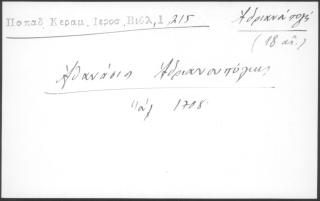 Παπαδ. Κεραμ. Ιεροσ. Βιβλ. Ι, 215
Ἀδριανούπολις
(18 αἰ.)
Ἀθανάσιος Ἀδριανουπόλεως
1708